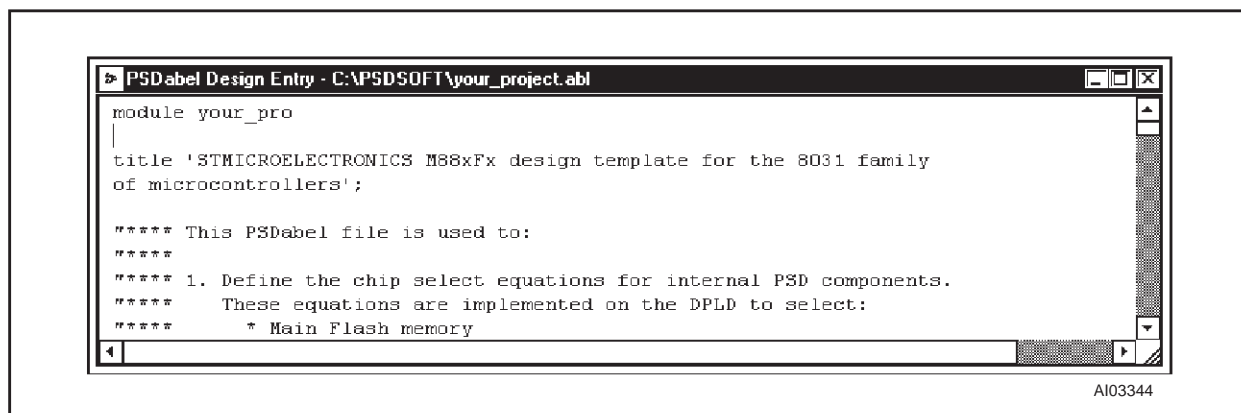 PSDabel Design Entry - C:\PSDSOFT\your_project.abl
module your_pro
title 'STMICROELECTRONICS M88xFx design template for the 8031 family
of microcontrollers';
"***** This PSDabel file is used to:
"*****
"***** 1. Define the chip select equations for internal PSD components.
"***** These equations are implemented on the DPLD to select:
"***** * Main Flash memory
AI03344